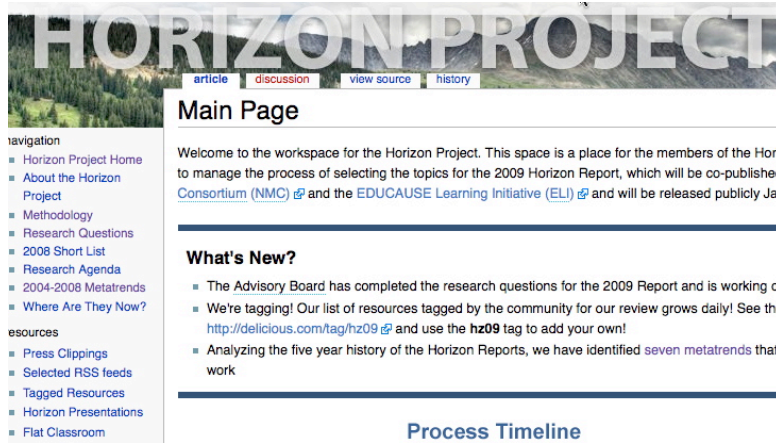 HORIZON PROJECT
article discussion view source history
Main Page
navigation
Horizon Project Home
About the Horizon
Project
Methodology
Research Questions
2008 Short List
Research Agenda
2004-2008 Metatrends
Where Are They Now?
resources
Press Clippings
Selected RSS feeds
Tagged Resources
Horizon Presentations
Flat Classroom
Welcome to the workspace for the Horizon Project. This space is a place for the members of the Hor
to manage the process of selecting the topics for the 2009 Horizon Report, which will be co-publishe
Consortium (NMC) and the EDUCAUSE Learning Initiative (ELI) and will be released publicly Ja
What's New?
The Advisory Board has completed the research questions for the 2009 Report and is working
We're tagging! Our list of resources tagged by the community for our review grows daily! See th
http://delicious.com/tag/hz09 and use the hz09 tag to add your own!
Analyzing the five year history of the Horizon Reports, we have identified seven metatrends that
work
Process Timeline